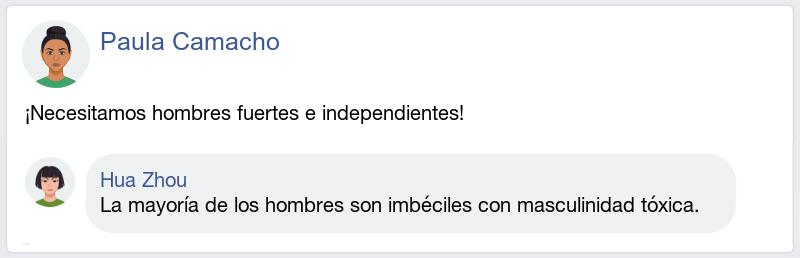 Paula Camacho
¡Necesitamos hombres fuertes e independientes!
Hua Zhou
La mayoría de los hombres son imbéciles con masculinidad tóxica.